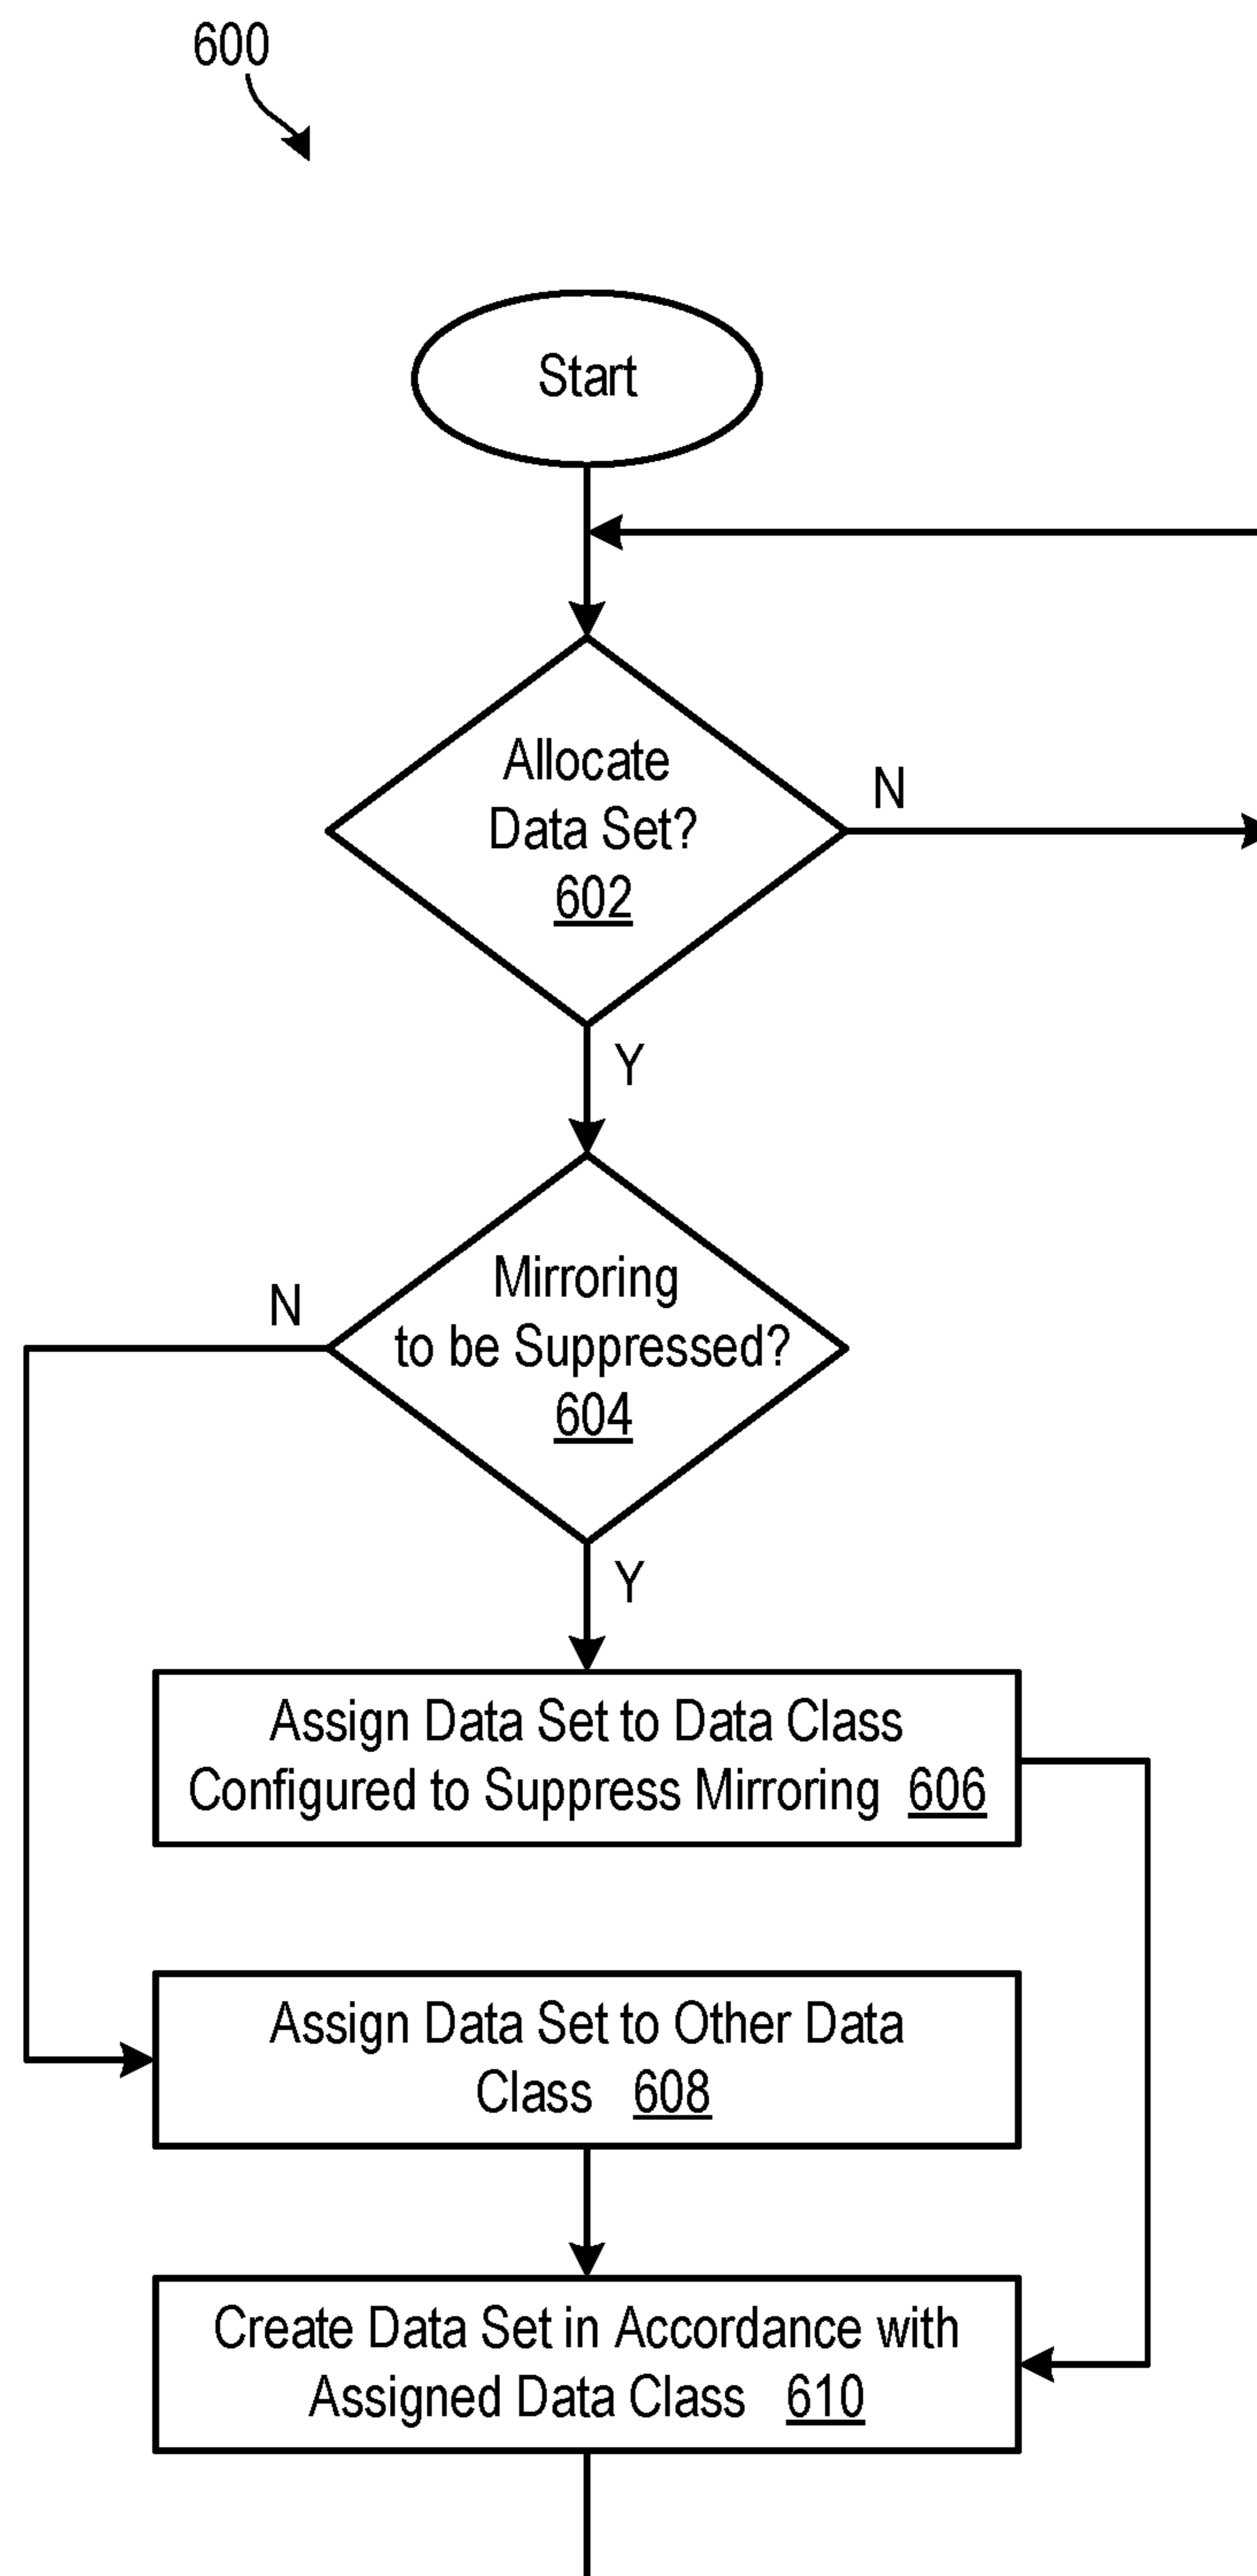 600
Start
Allocate
Data Set?
602
N
Y
Mirroring
to be Suppressed?
604
N
Y
Assign Data Set to Data Class
Configured to Suppress Mirroring 606
Assign Data Set to Other Data
Class 608
Create Data Set in Accordance with
Assigned Data Class 610